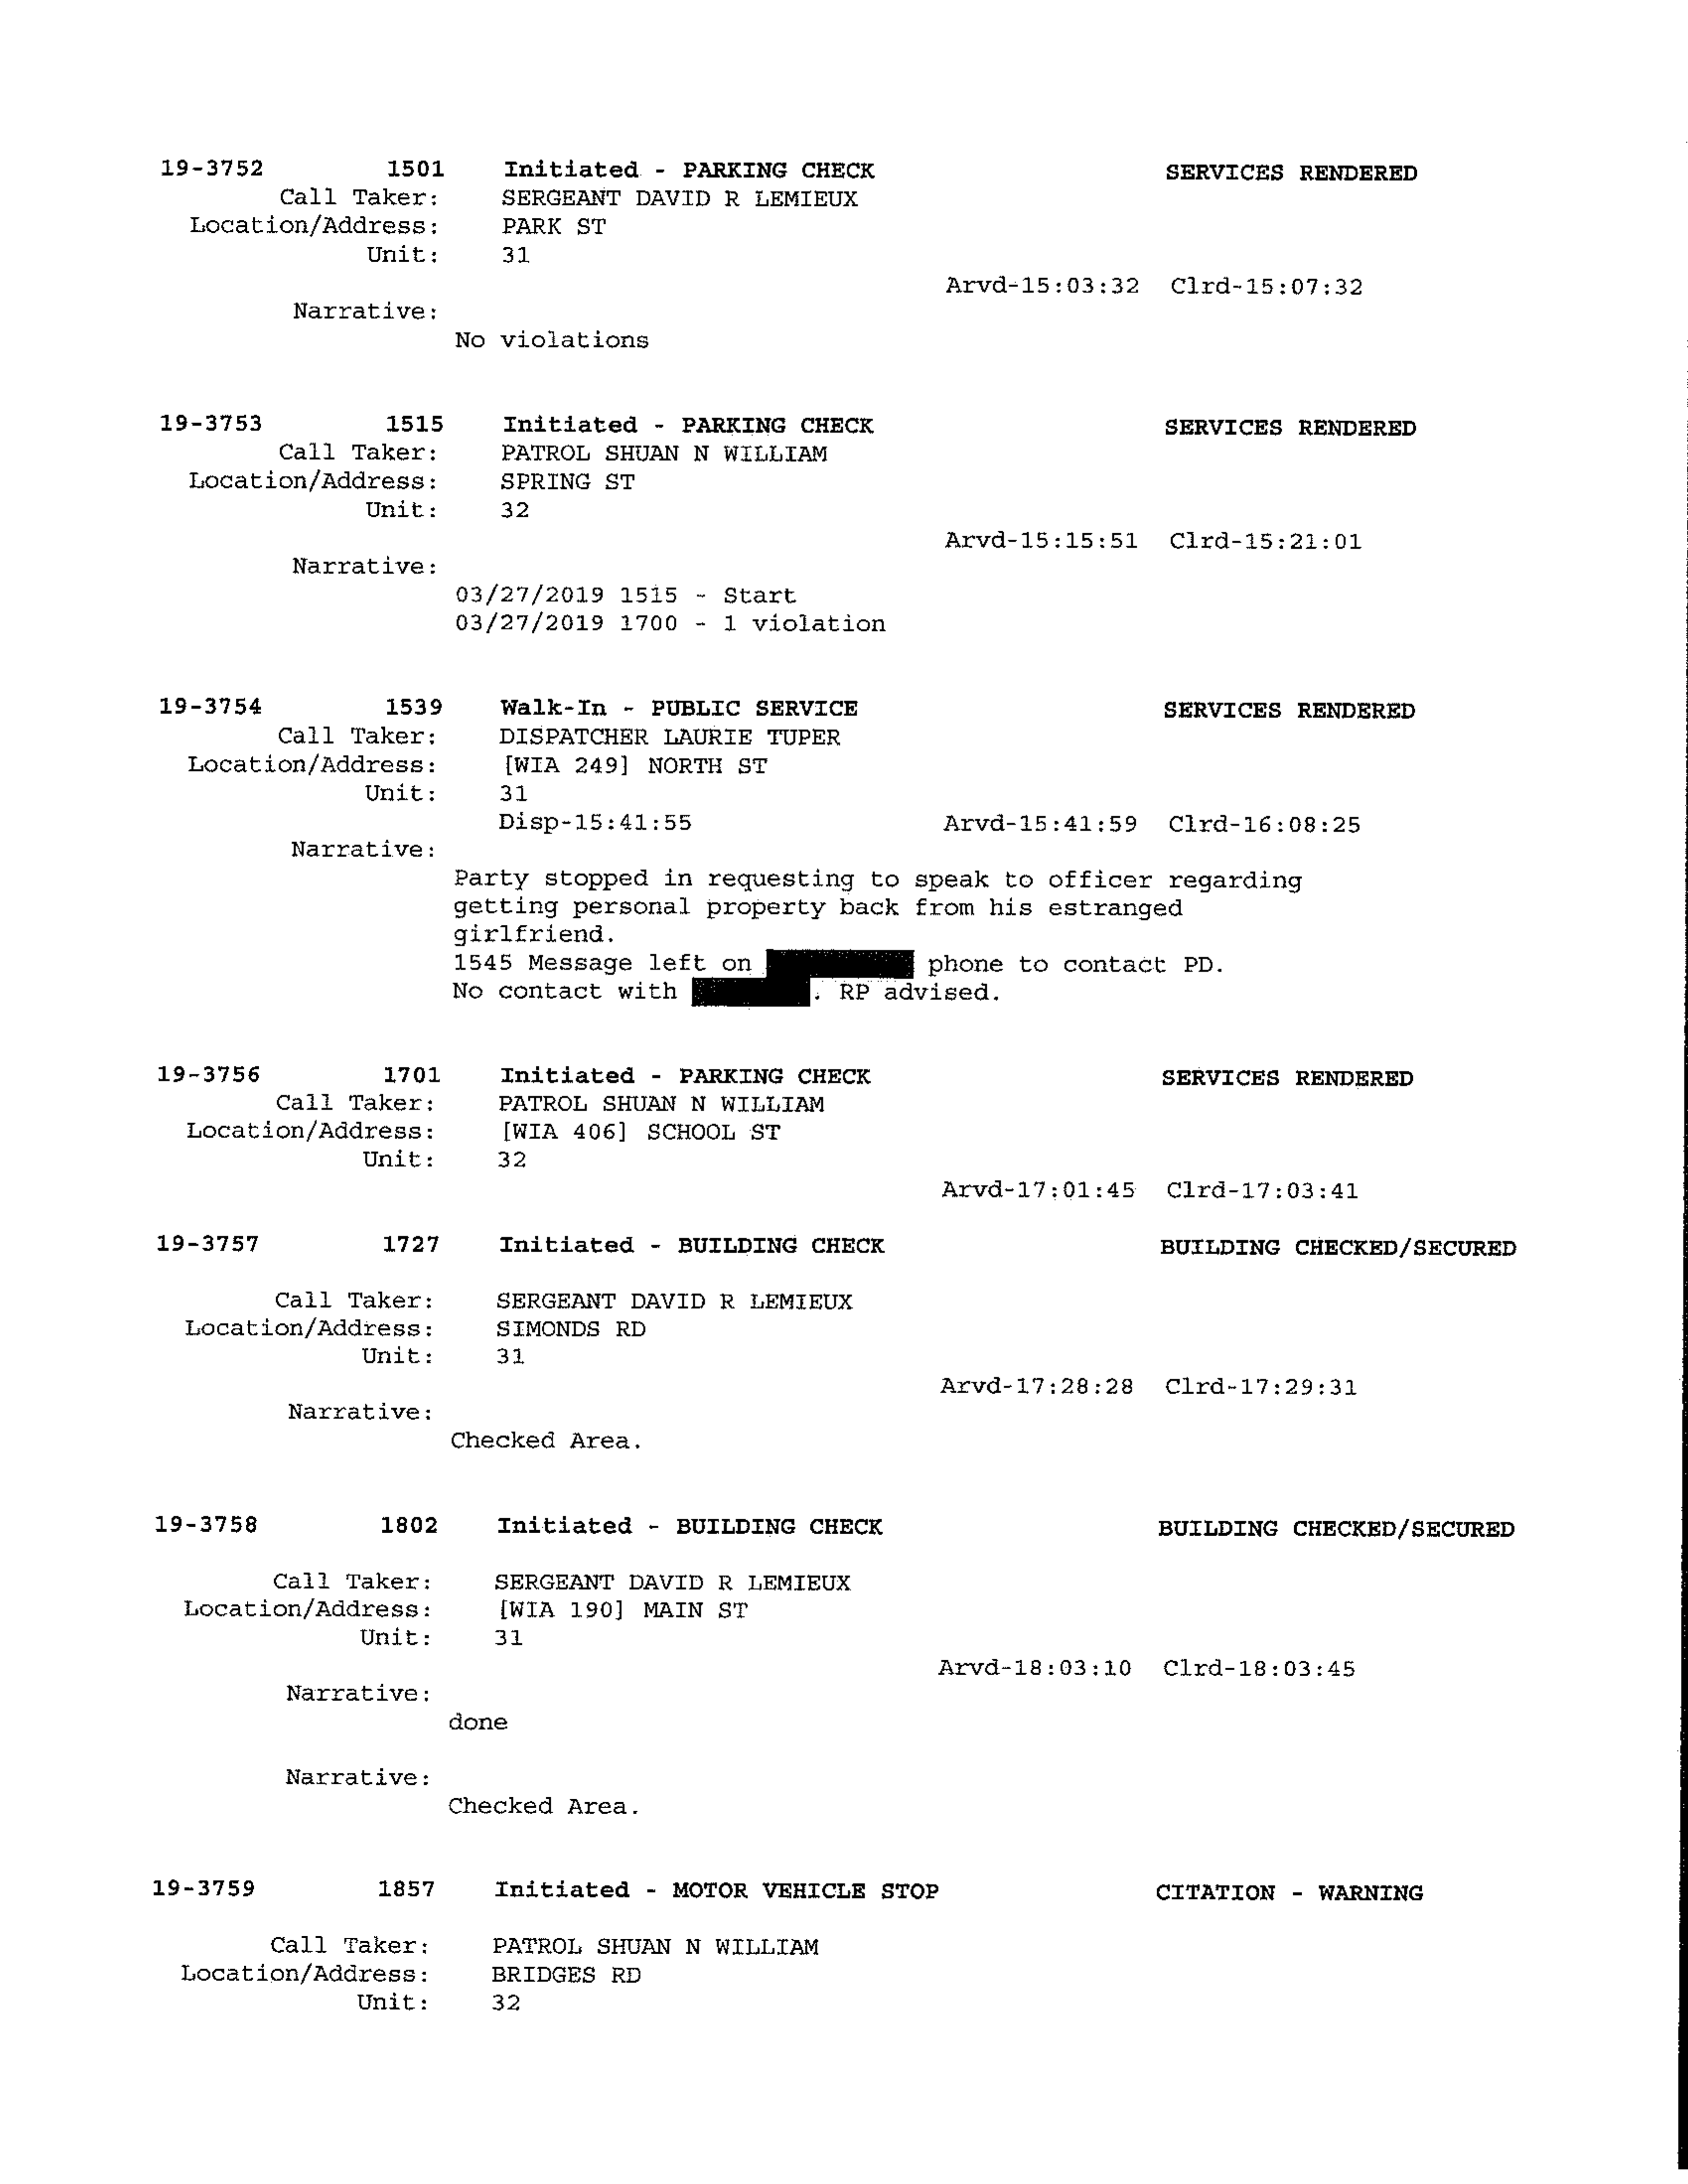 19-3752 1501 Initiated - PARKING CHECK SERVICES RENDERED
Call Taker: SERGEANT DAVID R LEMIEUX
Location/Address: PARK ST
Unit: 31
Arvd-15:03:32 Clrd-15:07:32
Narrative:
No violations
19-3753 1515 Initiated - PARKING CHECK SERVICES RENDERED
Call Taker: PATROL SHUAN N WILLIAM
Location/Address: SPRING ST
Unit: 32
Arvd-15:15:51 Clrd-15:21:01
Narrative:
03/27/2019 1515 - Start
03/27/2019 1700 - 1 violation
19-3754 1539 Walk-In - PUBLIC SERVICE SERVICES RENDERED
Call Taker: DISPATCHER LAURIE TUPER
Location/Address: [WIA 249] NORTH ST
Unit: 31
Disp-15:41:55 Arvd-15:41:59 Clrd-16:08:25
Narrative:
Party stopped in requesting to speak to officer regarding
getting personal property back from his estranged
girlfriend.
1545 Message left on phone to contact PD.
No contact with . RP advised.
19-3756 1701 Initiated - PARKING CHECK SERVICES RENDERED
Call Taker: PATROL SHUAN N WILLIAM
Location/Address: [WIA 406] SCHOOL ST
Unit: 32
Arvd-17:01:45 Clrd-17:03:41
19-3757 1727 Initiated - BUILDING CHECK BUILDING CHECKED/SECURED
Call Taker: SERGEANT DAVID R LEMIEUX
Location/Address: SIMONDS RD
Unit: 31
Arvd-17:28:28 Clrd-17:29:31
Narrative:
Checked Area.
19-3758 1802 Initiated - BUILDING CHECK BUILDING CHECKED/SECURED
Call Taker: SERGEANT DAVID R LEMIEUX
Location/Address: [WIA 190] MAIN ST
Unit: 31
Arvd-18:03:10 Clrd-18:03:45
Narrative:
done
Narrative:
Checked Area.
19-3759 1857 Initiated - MOTOR VEHICLE STOP CITATION - WARNING
Call Taker: PATROL SHUAN N WILLIAM
Location/Address: BRIDGES RD
Unit: 32